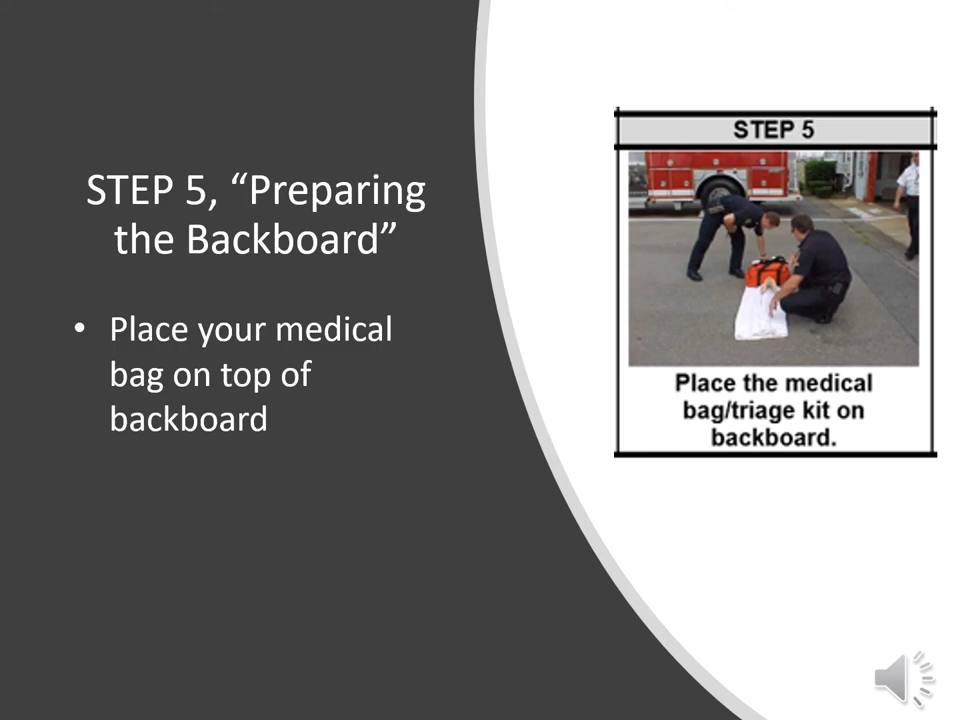 STEP 5, “Preparing
the Backboard”
• Place your medical
bag on top of
backboard
STEP 5
Place the medical
bag/triage kit on
backboard.